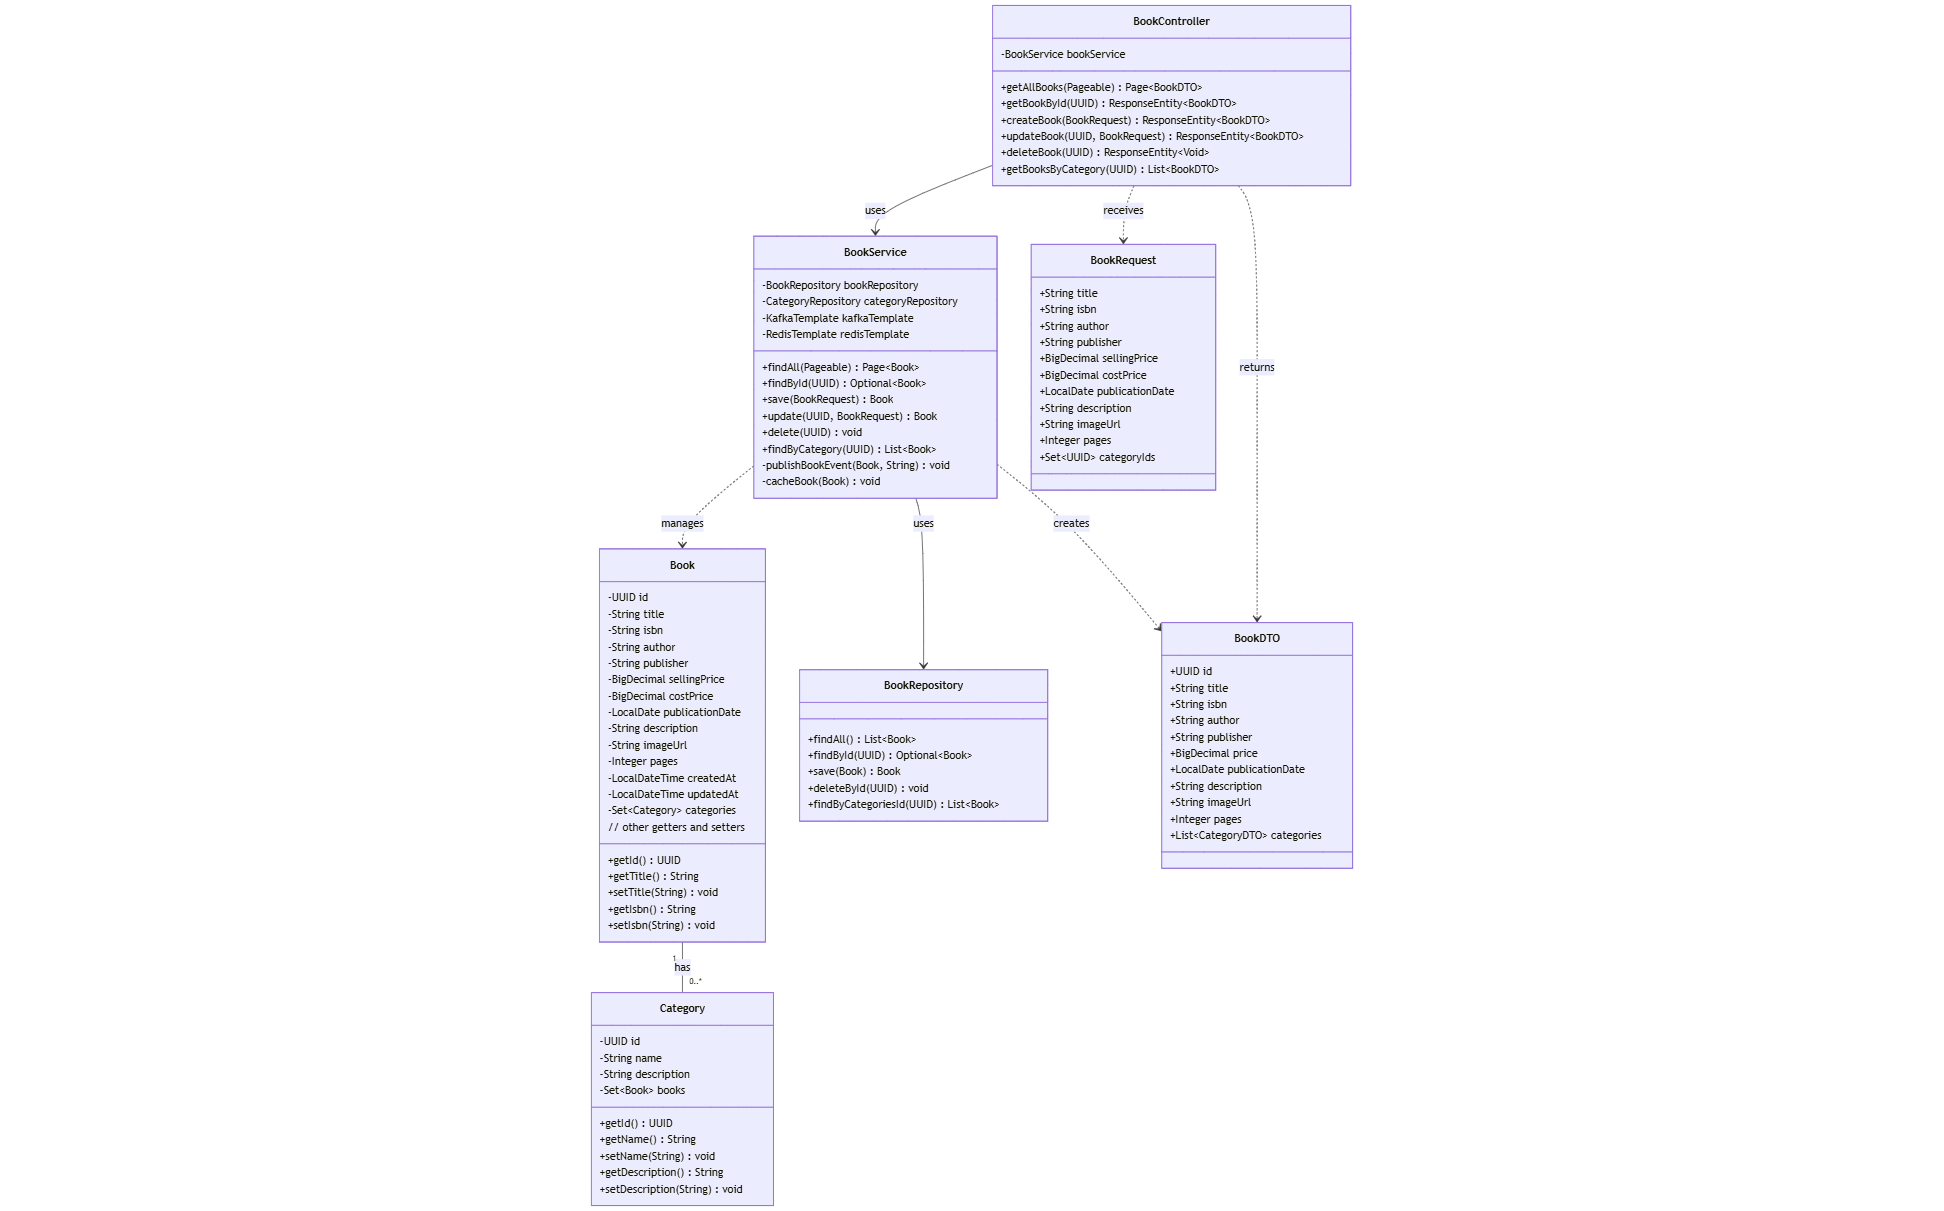 BookController
-BookService bookService
+getAllBooks(Pageable) : Page<BookDTO>
+getBookById(UUID) : ResponseEntity<BookDTO>
+createBook(BookRequest) : ResponseEntity<BookDTO>
+updateBook(UUID, BookRequest) : ResponseEntity<BookDTO>
+deleteBook(UUID) : ResponseEntity<Void>
+getBooksByCategory(UUID) : List<BookDTO>
uses
receives
returns
BookService
-BookRepository bookRepository
-CategoryRepository categoryRepository
-KafkaTemplate kafkaTemplate
-RedisTemplate redisTemplate
+findAll(Pageable) : Page<Book>
+findById(UUID) : Optional<Book>
+save(BookRequest) : Book
+update(UUID, BookRequest) : Book
+delete(UUID) : void
+findByCategory(UUID) : List<Book>
-publishBookEvent(Book, String) : void
-cacheBook(Book) : void
BookRequest
+String title
+String isbn
+String author
+String publisher
+BigDecimal sellingPrice
+BigDecimal costPrice
+LocalDate publicationDate
+String description
+String imageUrl
+Integer pages
+Set<UUID> categoryIds
manages
uses
creates
Book
-UUID id
-String title
-String isbn
-String author
-String publisher
-BigDecimal sellingPrice
-BigDecimal costPrice
-LocalDate publicationDate
-String description
-String imageUrl
-Integer pages
-LocalDateTime createdAt
-LocalDateTime updatedAt
-Set<Category> categories
// other getters and setters
+getId() : UUID
+getTitle() : String
+setTitle(String) : void
+getIsbn() : String
+setIsbn(String) : void
BookRepository
+findAll() : List<Book>
+findById(UUID) : Optional<Book>
+save(Book) : Book
+deleteById(UUID) : void
+findByCategoriesId(UUID) : List<Book>
BookDTO
+UUID id
+String title
+String isbn
+String author
+String publisher
+BigDecimal price
+LocalDate publicationDate
+String description
+String imageUrl
+Integer pages
+List<CategoryDTO> categories
1
has
0..*
Category
-UUID id
-String name
-String description
-Set<Book> books
+getId() : UUID
+getName() : String
+setName(String) : void
+getDescription() : String
+setDescription(String) : void